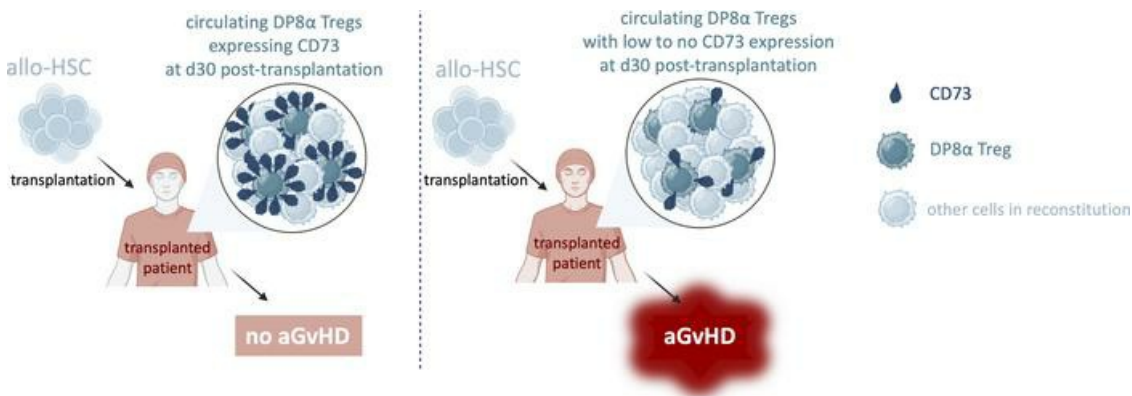 circulating DP8α Tregs
expressing CD73
at d30 post-transplantation
allo-HSC
transplantation
transplanted
patient
no aGvHD
circulating DP8α Tregs
with low to no CD73 expression
at d30 post-transplantation
allo-HSC
transplantation
transplanted
patient
aGvHD
CD73
DP8α Treg
other cells in reconstitution